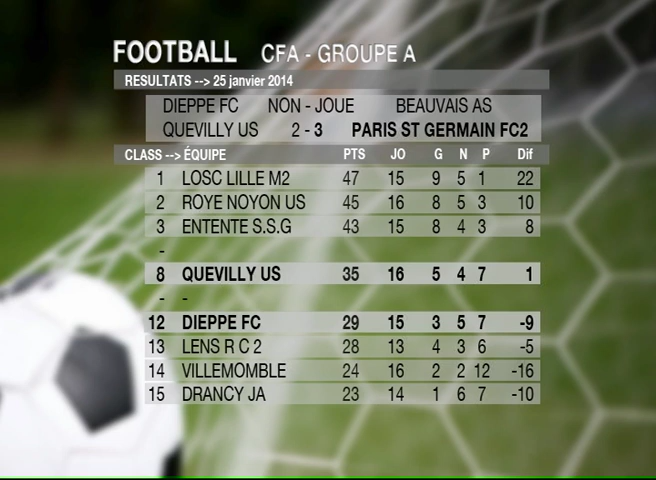 FOOTBALL CFA - GROUPE A
RESULTATS --> 25 janvier 2014
DIEPPE FC NON - JOUE BEAUVAIS AS
QUEVILLY US 2 - 3 PARIS ST GERMAIN FC2
CLASS --> ÉQUIPE PTS JO G N P Dif
1 LOSC LILLE M2 47 15 9 5 1 22
2 ROYE NOYON US 45 16 8 5 3 10
3 ENTENTE S.S.G 43 15 8 4 3 8
-
8 QUEVILLY US 35 16 5 4 7 1
- -
12 DIEPPE FC 29 15 3 5 7 -9
13 LENS R C 2 28 13 4 3 6 -5
14 VILLEMOMBLE 24 16 2 2 12 -16
15 DRANCY JA 23 14 1 6 7 -10